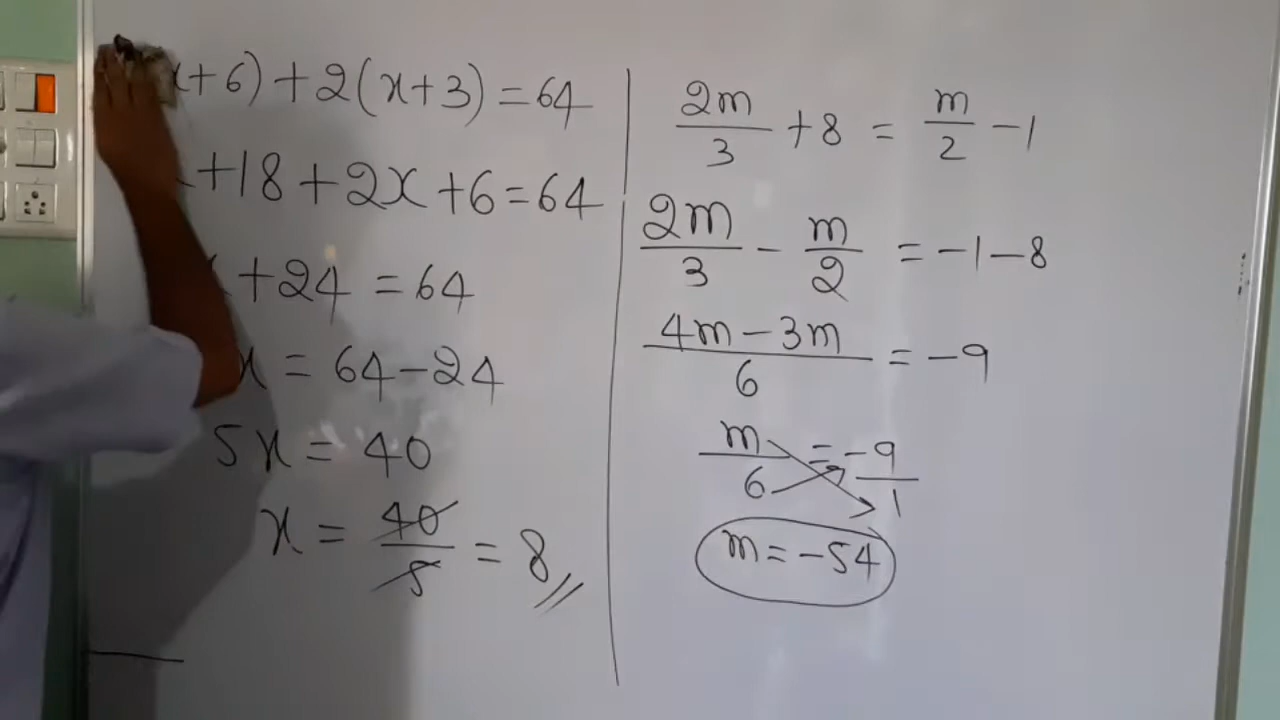 x+6)+2(x+3)=64
+18+2x+6=64
+24=64
x=64-24
5x=40
x=40/5=8
2m/3+8=m/2-1
2m/3-m/2=-1-8
4m-3m/6=-9
m/6=-9/1
m=-54